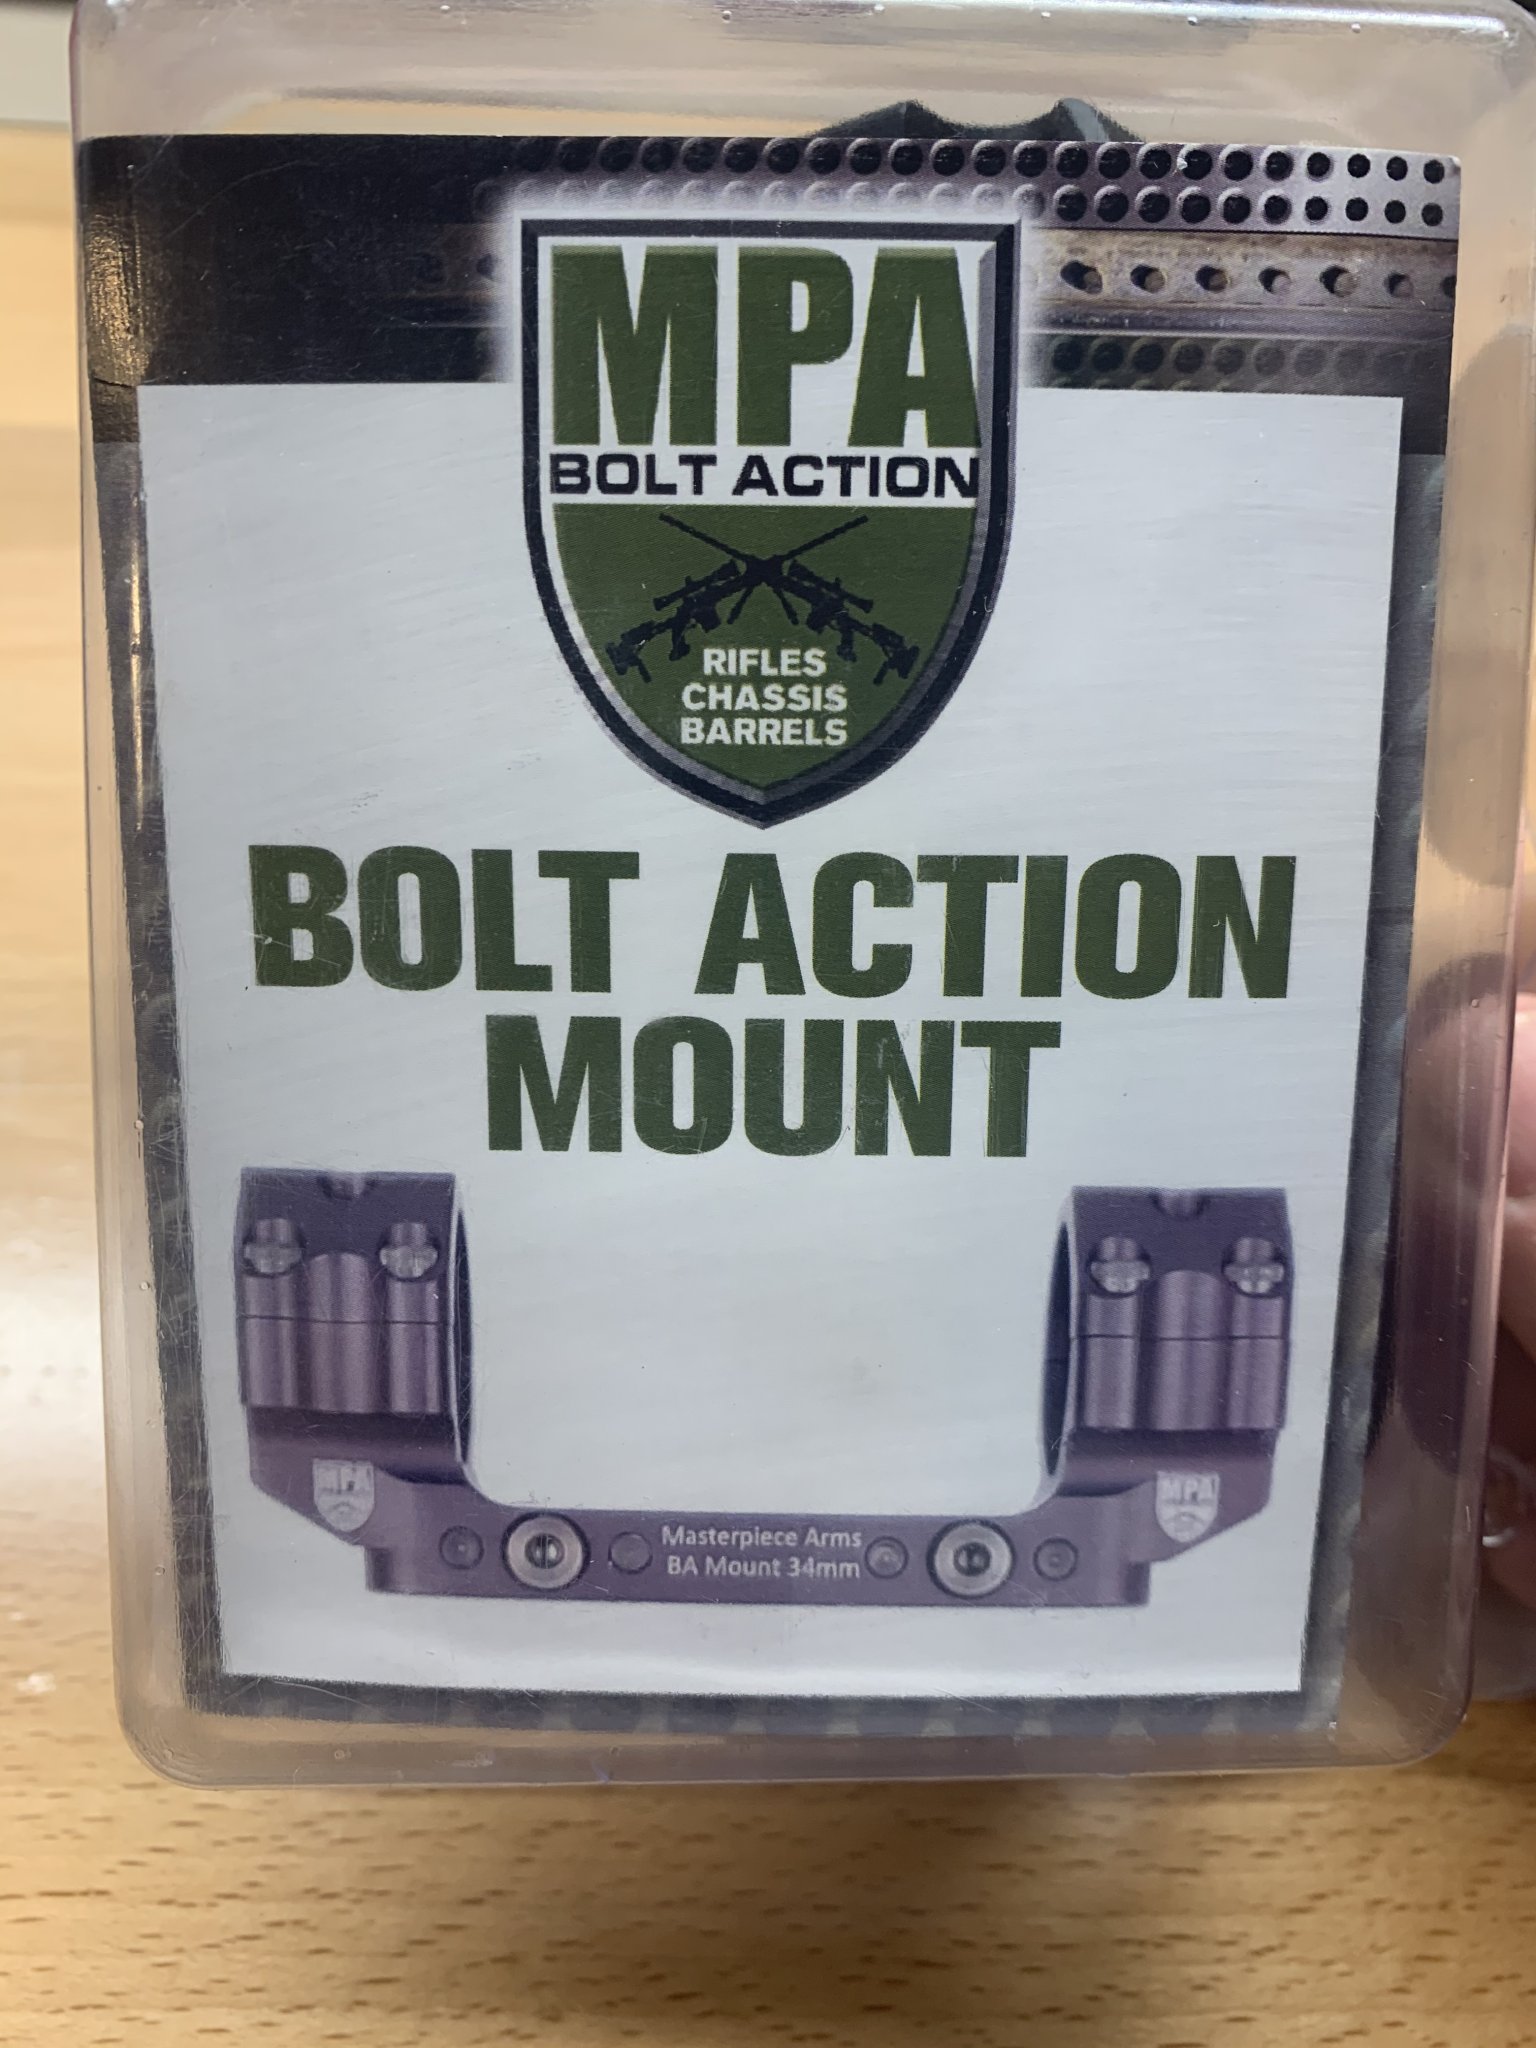 MPA
BOLT ACTION
RIFLES
CHASSIS
BARRELS
BOLT ACTION
MOUNT
MPA
MPA
Masterpiece Arms
BA Mount 34mm